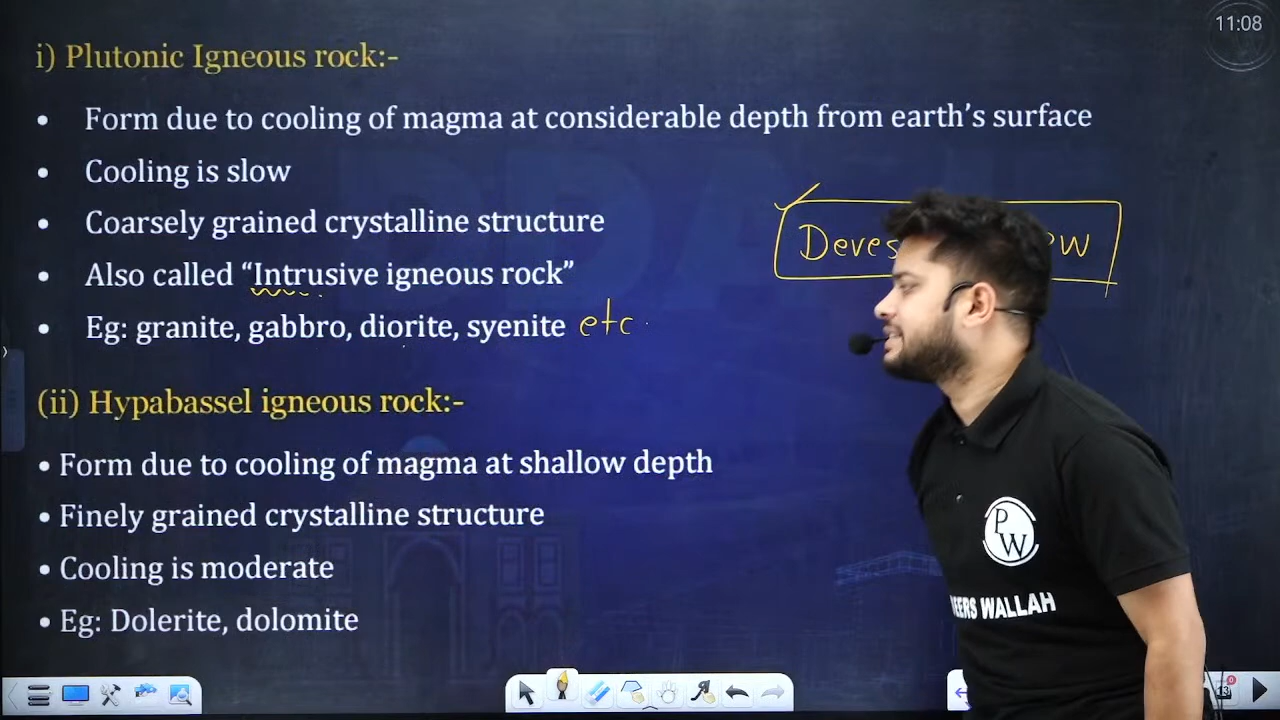 11:08
i) Plutonic Igneous rock:-
• Form due to cooling of magma at considerable depth from earth's surface
• Cooling is slow
• Coarsely grained crystalline structure
• Also called “Intrusive igneous rock”
• Eg: granite, gabbro, diorite, syenite etc.
(ii) Hypabassel igneous rock:-
• Form due to cooling of magma at shallow depth
• Finely grained crystalline structure
• Cooling is moderate
• Eg: Dolerite, dolomite
PW
WALLAH
13